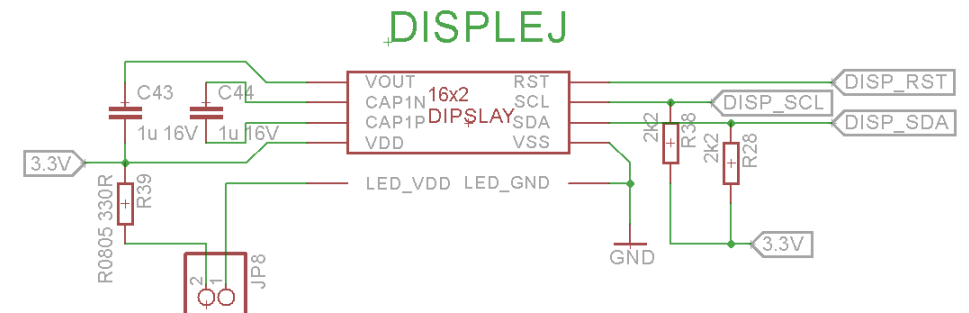 DISPLEJ
VOUT
CAP1N
CAP1P
VDD
16x2
DIPSLAY
RST
SCL
SDA
VSS
LED_VDD
LED_GND
C43
1u 16V
C44
1u 16V
3.3V
R0805 330R
R39
JP8
2
1
GND
2k2
R38
2k2
R28
DISP_RST
DISP_SCL
DISP_SDA
3.3V